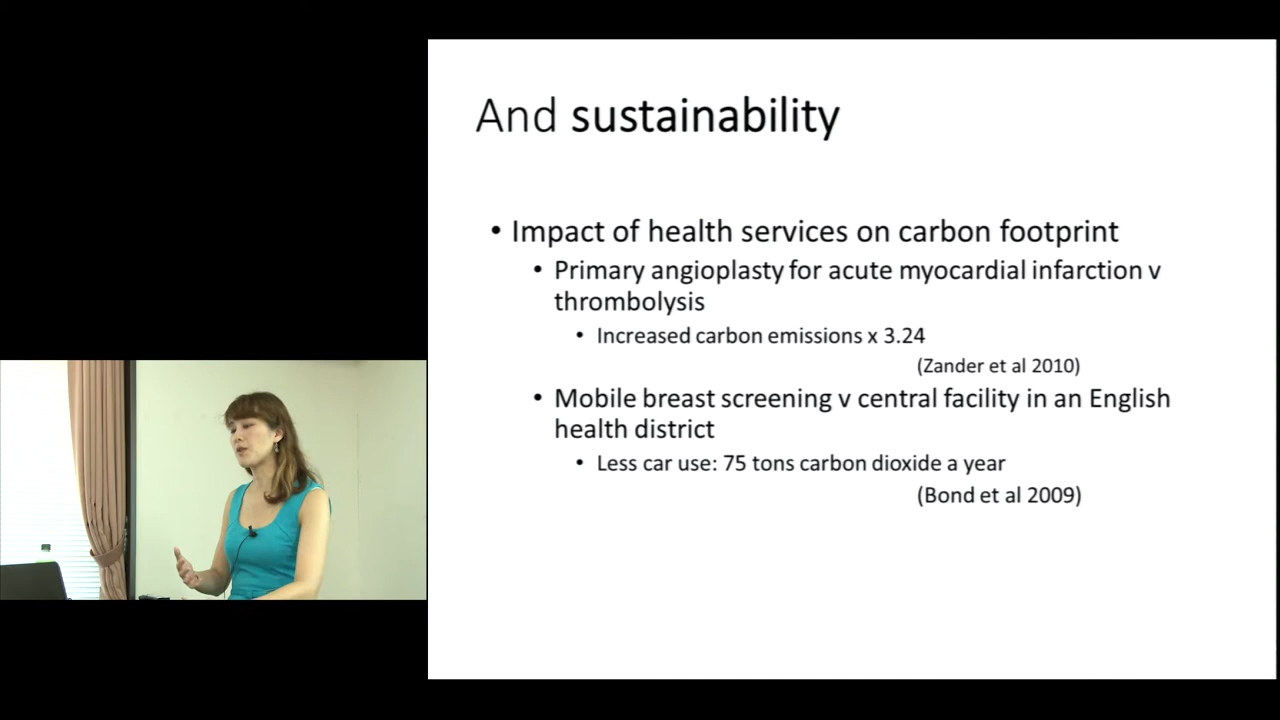 And sustainability
• Impact of health services on carbon footprint
• Primary angioplasty for acute myocardial infarction v
thrombolysis
• Increased carbon emissions x 3.24
(Zander et al 2010)
• Mobile breast screening v central facility in an English
health district
• Less car use: 75 tons carbon dioxide a year
(Bond et al 2009)